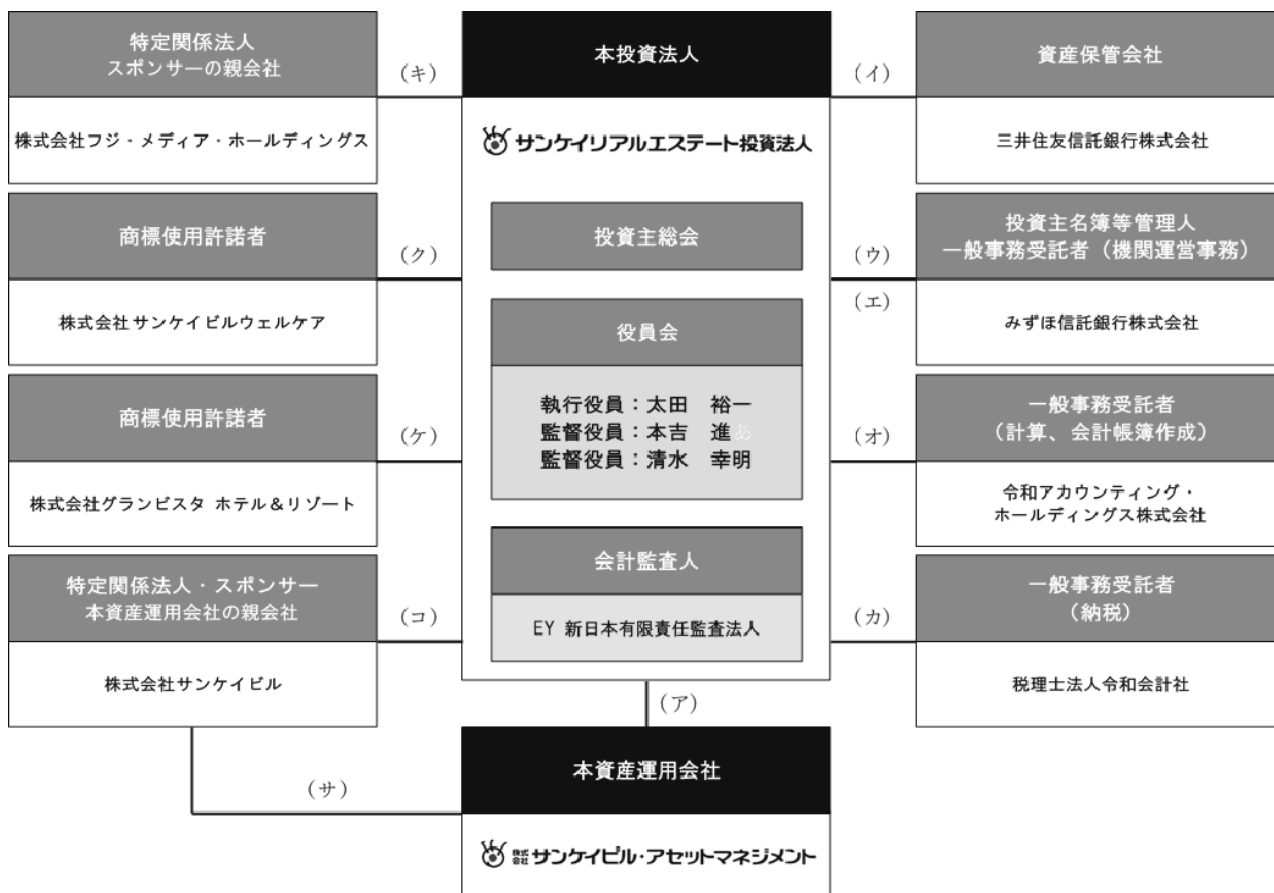 特定関係法人
スポンサーの親会社
株式会社フジ・メディア・ホールディングス
(キ)
商標使用許諾者
株式会社サンケイビルウェルケア
(ク)
商標使用許諾者
株式会社グランビスタ ホテル＆リゾート
(ケ)
特定関係法人・スポンサー
本資産運用会社の親会社
株式会社サンケイビル
(コ)
(サ)
本投資法人
サンケイリアルエステート投資法人
投資主総会
役員会
執行役員：太田　裕一
監督役員：本吉　進あ
監督役員：清水　幸明
会計監査人
EY 新日本有限責任監査法人
(ア)
本資産運用会社
株式会社サンケイビル・アセットマネジメント
(イ)
資産保管会社
三井住友信託銀行株式会社
(ウ)
(エ)
投資主名簿等管理人
一般事務受託者（機関運営事務）
みずほ信託銀行株式会社
(オ)
一般事務受託者
（計算、会計帳簿作成）
令和アカウンティング・
ホールディングス株式会社
(カ)
一般事務受託者
（納税）
税理士法人令和会計社